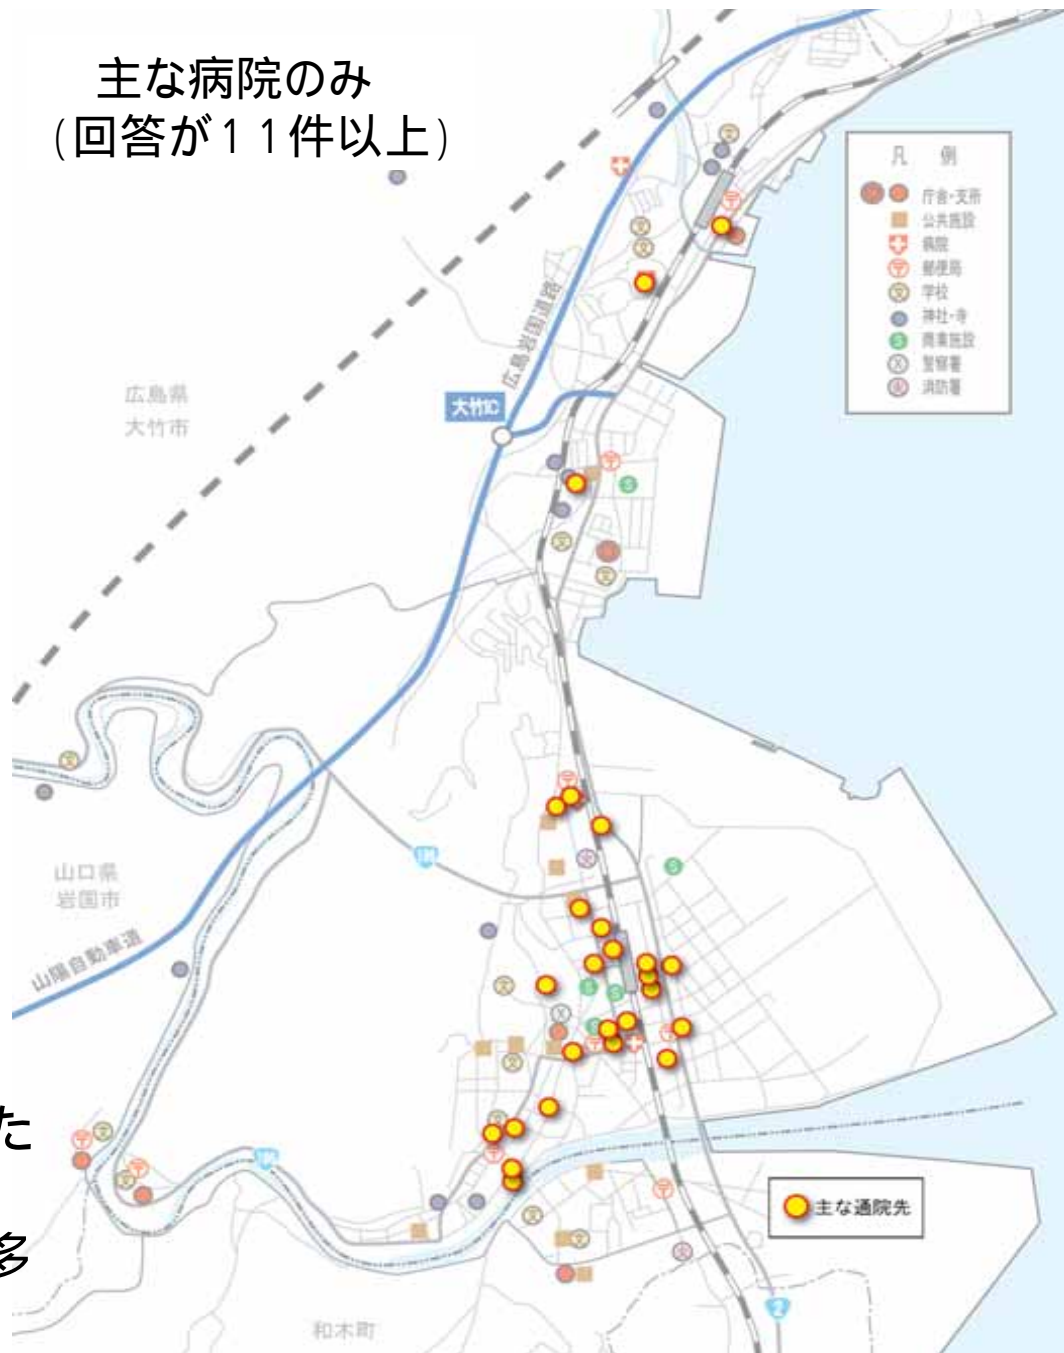 主な病院のみ
(回答が11件以上)
凡 例
庁舎・支所
公共施設
病院
郵便局
学校
神社・寺
商業施設
警察署
消防署
広島岩国道路
大竹IC
広島県
大竹市
山口県
岩国市
山陽自動車道
186
186
た
多
主な通院先
和木町
2